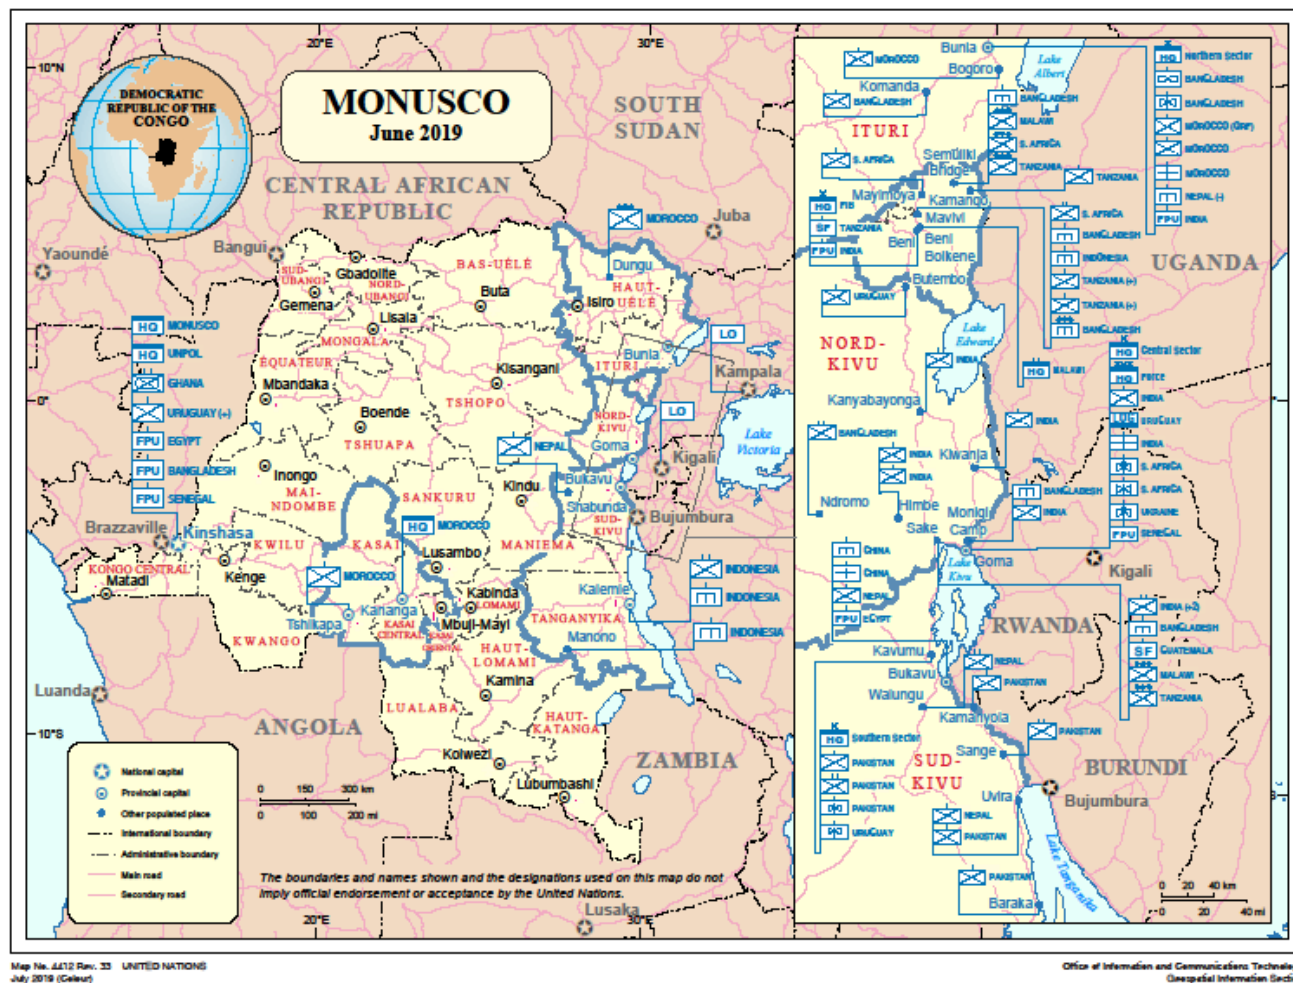 MONUSCO
June 2019
DEMOCRATIC
REPUBLIC OF THE
CONGO
20°E
30°E
10°N
0°
10°S
20°E
30°E
SOUTH
SUDAN
CENTRAL AFRICAN
REPUBLIC
UGANDA
RWANDA
BURUNDI
ZAMBIA
ANGOLA
Yaoundé
Bangui
Juba
Kampala
Kigali
Bujumbura
Brazzaville
Kinshasa
Luanda
Lusaka
Lake
Victoria
SUD-
UBANGI
NORD-
UBANGI
BAS-UÉLÉ
HAUT-
UÉLÉ
MONGALA
ÉQUATEUR
ITURI
TSHOPO
NORD-
KIVU
TSHUAPA
MAI-
NDOMBE
SANKURU
SUD-
KIVU
KWILU
KASAI
MANIEMA
KONGO CENTRAL
KASAI
CENTRAL
LOMAMI
TANGANYIKA
KWANGO
HAUT-
LOMAMI
LUALABA
HAUT-
KATANGA
Gbadolite
Gemena
Buta
Isiro
Dungu
Lisala
Bunia
Mbandaka
Kisangani
Boende
Goma
Inongo
Kindu
Bukavu
Shabunda
Lusambo
Kenge
Matadi
Kananga
Kabinda
Kalemie
Tshikapa
Mbuji-Mayi
Manono
Kamina
Kolwezi
Lubumbashi
HQ MONUSCO
HQ UNPOL
GHANA
URUGUAY (+)
FPU EGYPT
FPU BANGLADESH
FPU SENEGAL
MOROCCO
LO
LO
NEPAL
HQ MOROCCO
MOROCCO
INDONESIA
INDONESIA
INDONESIA
National capital
Provincial capital
Other populated place
International boundary
Administrative boundary
Main road
Secondary road
0 150 300 km
0 100 200 mi
The boundaries and names shown and the designations used on this map do not
imply official endorsement or acceptance by the United Nations.
Bunia
Bogoro
Lake
Albert
MOROCCO
Komanda
BANGLADESH
ITURI
HQ Northern Sector
BANGLADESH
BANGLADESH
MOROCCO (QRF)
MOROCCO
MOROCCO
NEPAL (-)
FPU INDIA
BANGLADESH
MALAWI
S. AFRICA
TANZANIA
S. AFRICA
Semuliki
Bridge
TANZANIA
Mayimoya
Kamango
Mavivi
HQ FIB
SF TANZANIA
FPU INDIA
Beni
Beni
Boikene
S. AFRICA
BANGLADESH
INDONESIA
TANZANIA (+)
TANZANIA (+)
BANGLADESH
Butembo
URUGUAY
Lake
Edward
NORD-
KIVU
INDIA
HQ MALAWI
Kanyabayonga
HQ Central Sector
HQ Force
INDIA
LOG URUGUAY
INDIA
S. AFRICA
S. AFRICA
UKRAINE
FPU SENEGAL
BANGLADESH
INDIA
Kiwanja
INDIA
INDIA
Ndromo
Himbe
BANGLADESH
INDIA
Monigi
Camp
Sake
Goma
Lake
Kivu
Kigali
CHINA
CHINA
NEPAL
FPU EGYPT
INDIA (+2)
BANGLADESH
SF GUATEMALA
MALAWI
TANZANIA
Kavumu
Bukavu
NEPAL
PAKISTAN
Walungu
Kamanyola
HQ Southern Sector
PAKISTAN
PAKISTAN
PAKISTAN
URUGUAY
SUD-
KIVU
PAKISTAN
Sange
Uvira
Bujumbura
NEPAL
PAKISTAN
PAKISTAN
Baraka
Lake Tanganyika
0 20 40 km
0 20 40 mi
Map No. 4412 Rev. 33 UNITED NATIONS
July 2019 (Colour)
Office of Information and Communications Technolo
Geospatial Information Secti